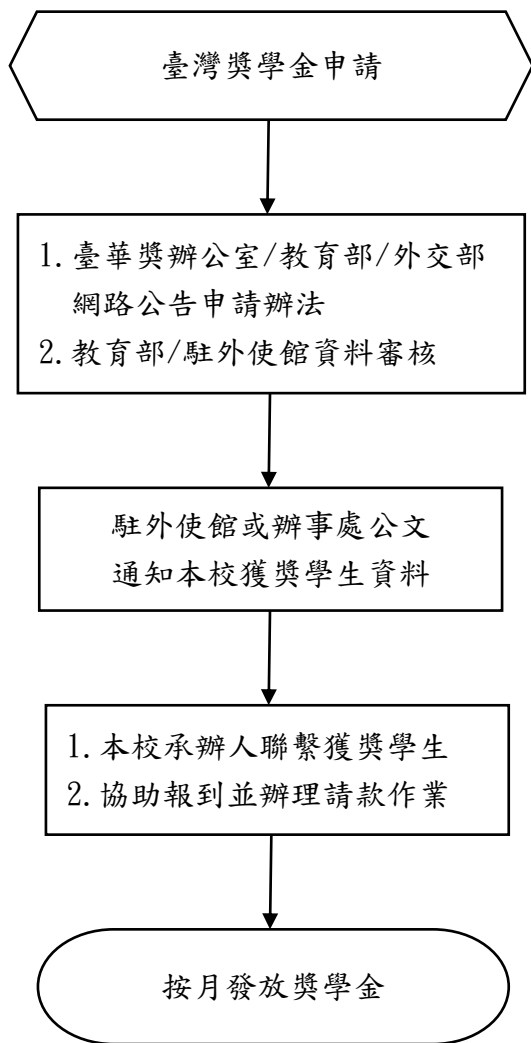 臺灣獎學金申請
1. 臺華獎辦公室/教育部/外交部
網路公告申請辦法
2. 教育部/駐外使館資料審核
駐外使館或辦事處公文
通知本校獲獎學生資料
1. 本校承辦人聯繫獲獎學生
2. 協助報到並辦理請款作業
按月發放獎學金